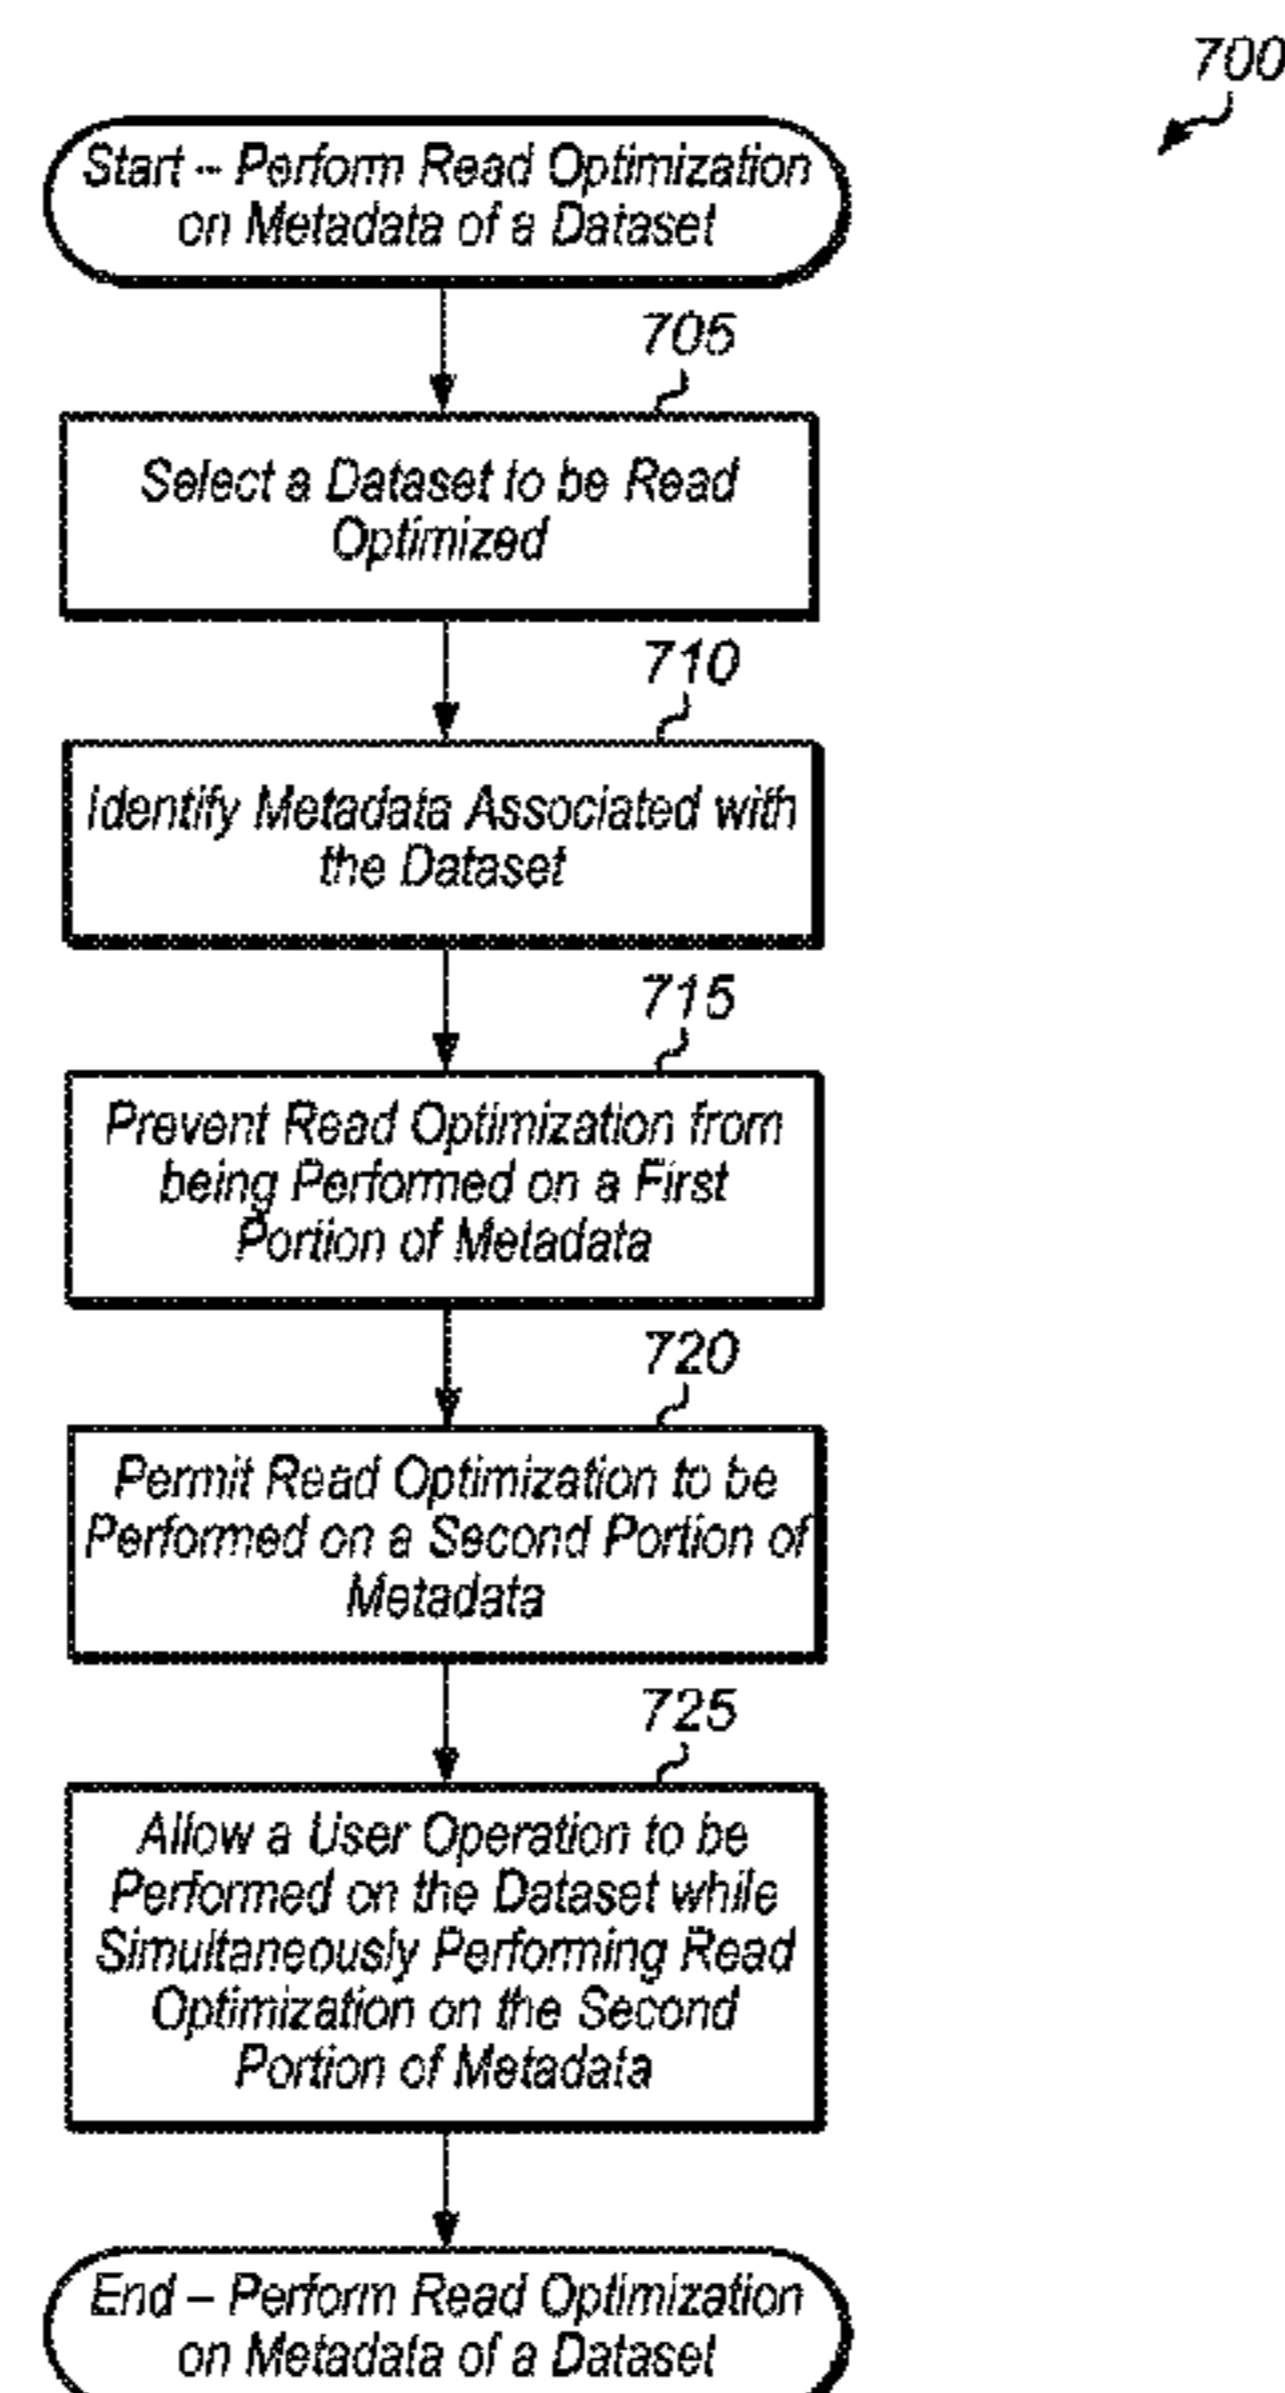 700
Start -- Perform Read Optimization
on Metadata of a Dataset
705
Select a Dataset to be Read
Optimized
710
Identify Metadata Associated with
the Dataset
715
Prevent Read Optimization from
being Performed on a First
Portion of Metadata
720
Permit Read Optimization to be
Performed on a Second Portion of
Metadata
725
Allow a User Operation to be
Performed on the Dataset while
Simultaneously Performing Read
Optimization on the Second
Portion of Metadata
End – Perform Read Optimization
on Metadata of a Dataset